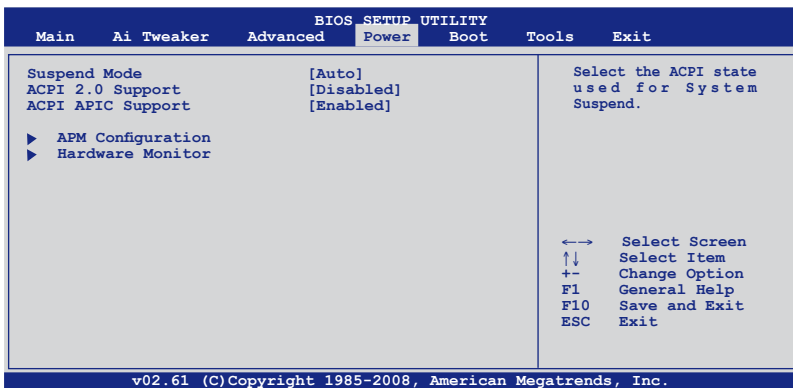 BIOS SETUP UTILITY
Main Ai Tweaker Advanced Power Boot Tools Exit
Suspend Mode [Auto]
ACPI 2.0 Support [Disabled]
ACPI APIC Support [Enabled]
▶ APM Configuration
▶ Hardware Monitor
Select the ACPI state
used for System
Suspend.
←→ Select Screen
↑↓ Select Item
+- Change Option
F1 General Help
F10 Save and Exit
ESC Exit
v02.61 (C)Copyright 1985-2008, American Megatrends, Inc.